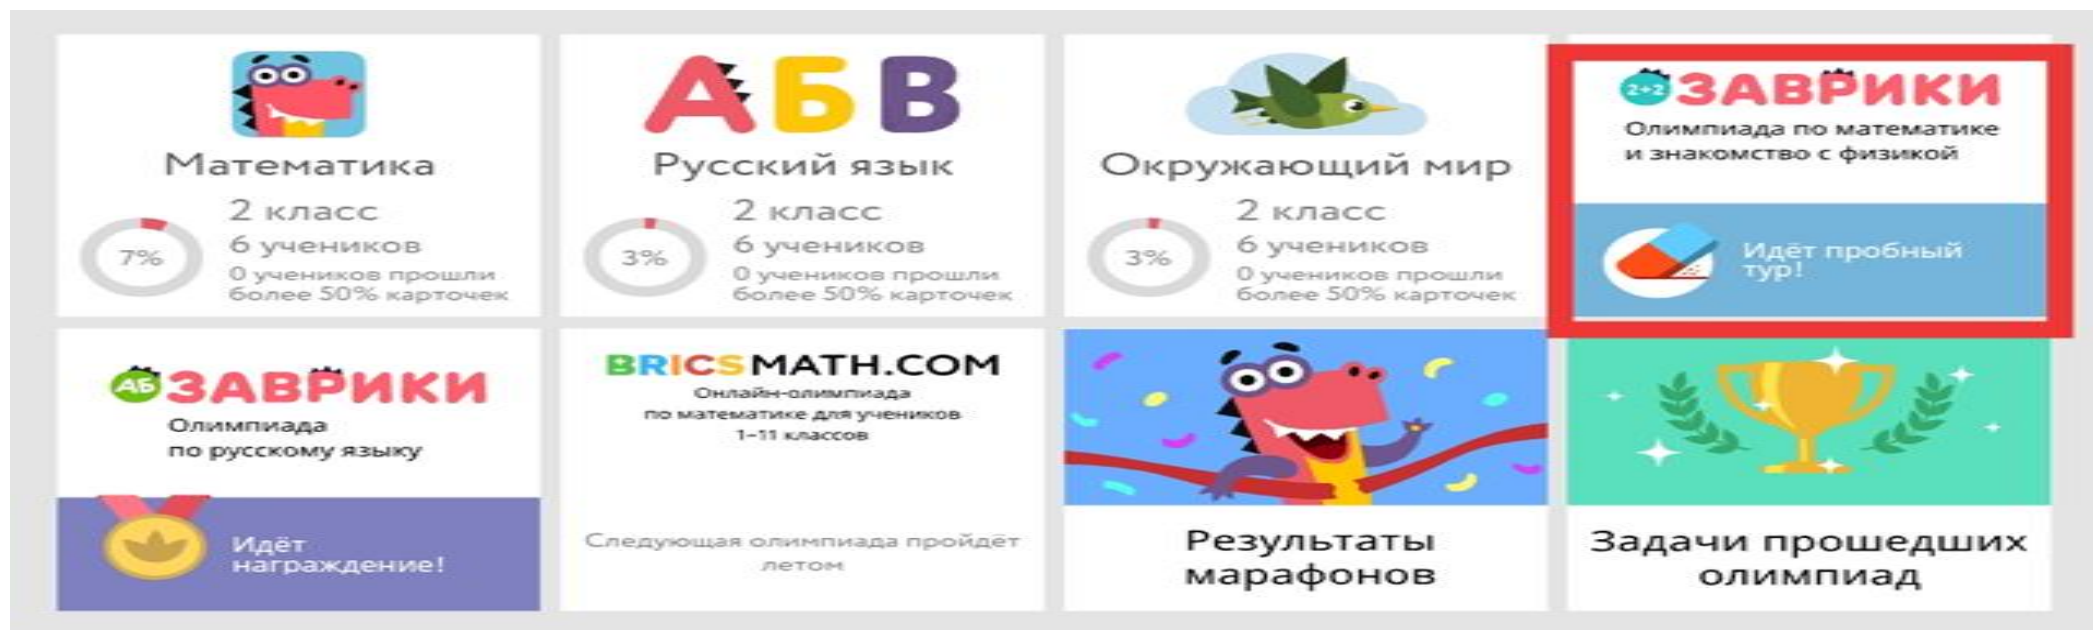 Математика
7%
2 класс
6 учеников
0 учеников прошли
более 50% карточек
АБВ
Русский язык
3%
2 класс
6 учеников
0 учеников прошли
более 50% карточек
Окружающий мир
3%
2 класс
6 учеников
0 учеников прошли
более 50% карточек
2+2 ЗАВРИКИ
Олимпиада по математике
и знакомство с физикой
Идёт пробный
тур!
АБ ЗАВРИКИ
Олимпиада
по русскому языку
Идёт
награждение!
BRICSMATH.COM
Онлайн-олимпиада
по математике для учеников
1-11 классов
Следующая олимпиада пройдёт
летом
Результаты
марафонов
Задачи прошедших
олимпиад